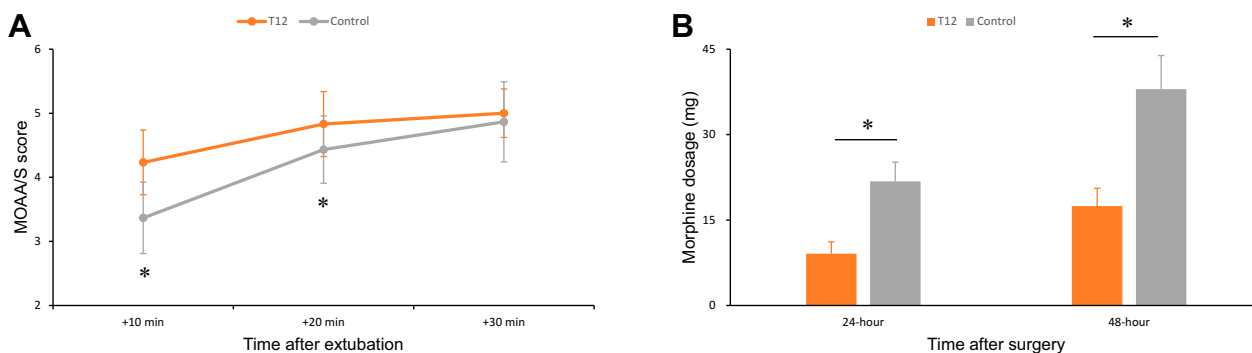 A
T12 Control
MOAA/S score
6
5
4
3
2
*
*
+10 min +20 min +30 min
Time after extubation
B
T12 Control
Morphine dosage (mg)
45
30
15
0
*
*
24-hour 48-hour
Time after surgery